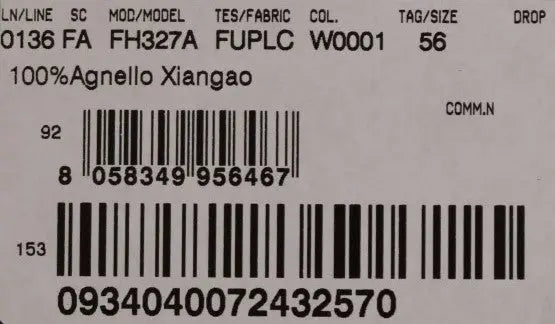 LN/LINE SC MOD/MODEL TES/FABRIC COL. TAG/SIZE DROP
0136 FA FH327A FUPLC W0001 56
100%Agnello Xiangao
COMM.N
92
8 058349 956467
153
0934040072432570